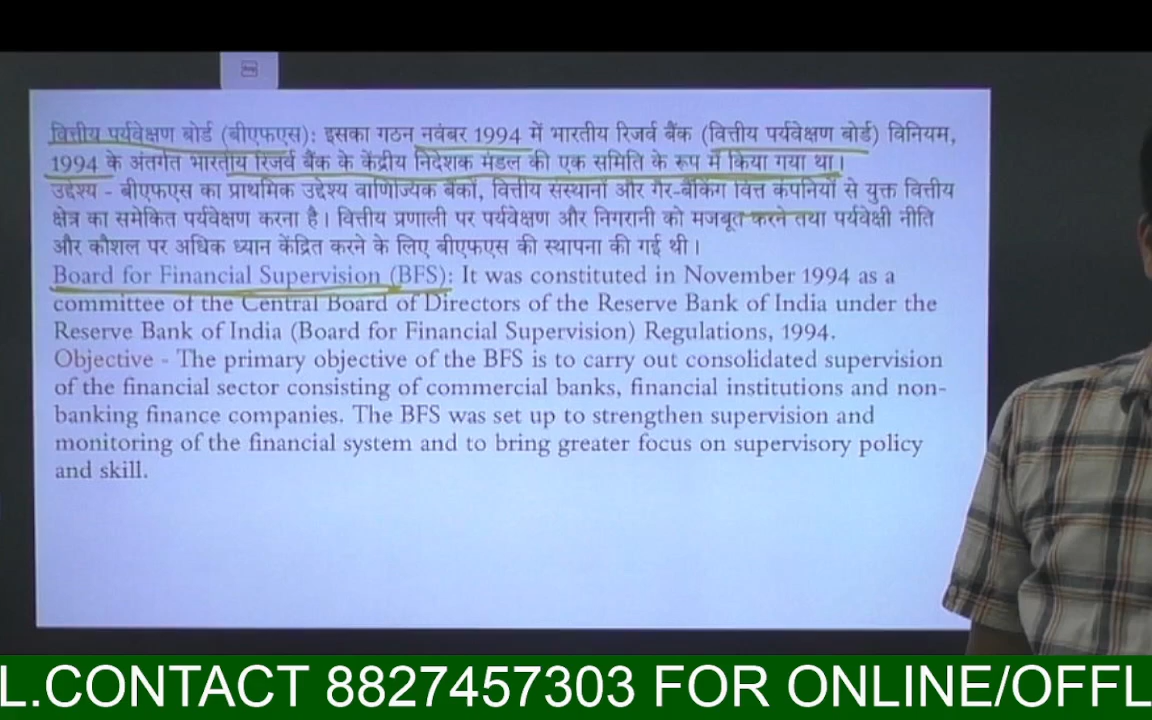 वित्तीय पर्यवेक्षण बोर्ड (बीएफएस): इसका गठन नवंबर 1994 में भारतीय रिजर्व बैंक (वित्तीय पर्यवेक्षण बोर्ड) विनियम,
1994 के अंतर्गत भारतीय रिजर्व बैंक के केंद्रीय निदेशक मंडल की एक समिति के रूप में किया गया था।
उद्देश्य - बीएफएस का प्राथमिक उद्देश्य वाणिज्यिक बैंकों, वित्तीय संस्थानों और गैर-बैंकिंग वित्त कंपनियों से युक्त वित्तीय
क्षेत्र का समेकित पर्यवेक्षण करना है। वित्तीय प्रणाली पर पर्यवेक्षण और निगरानी को मजबूत करने तथा पर्यवेक्षी नीति
और कौशल पर अधिक ध्यान केंद्रित करने के लिए बीएफएस की स्थापना की गई थी।
Board for Financial Supervision (BFS): It was constituted in November 1994 as a
committee of the Central Board of Directors of the Reserve Bank of India under the
Reserve Bank of India (Board for Financial Supervision) Regulations, 1994.
Objective - The primary objective of the BFS is to carry out consolidated supervision
of the financial sector consisting of commercial banks, financial institutions and non-
banking finance companies. The BFS was set up to strengthen supervision and
monitoring of the financial system and to bring greater focus on supervisory policy
and skill.
L.CONTACT 8827457303 FOR ONLINE/OFFL